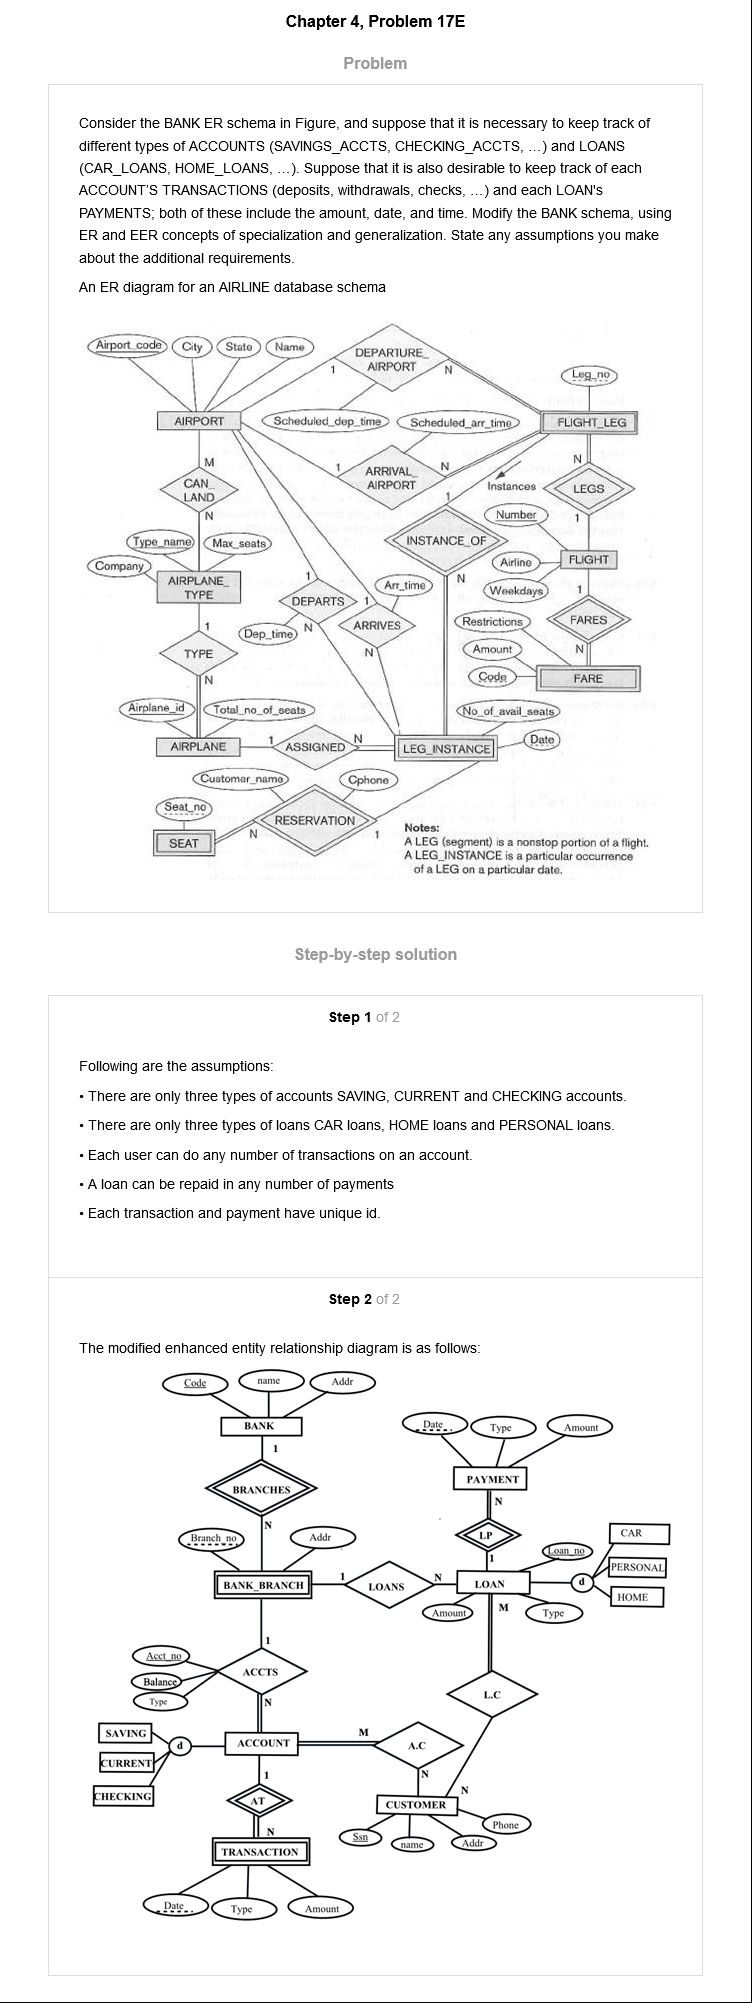 Chapter 4, Problem 17E
Problem
Consider the BANK ER schema in Figure, and suppose that it is necessary to keep track of
different types of ACCOUNTS (SAVINGS_ACCTS, CHECKING_ACCTS, ...) and LOANS
(CAR_LOANS, HOME_LOANS, ...). Suppose that it is also desirable to keep track of each
ACCOUNT'S TRANSACTIONS (deposits, withdrawals, checks, ...) and each LOAN's
PAYMENTS; both of these include the amount, date, and time. Modify the BANK schema, using
ER and EER concepts of specialization and generalization. State any assumptions you make
about the additional requirements.
An ER diagram for an AIRLINE database schema
Airport_code
City
State
Name
DEPARTURE_
AIRPORT
1
N
Leg_no
AIRPORT
Scheduled_dep_time
Scheduled_arr_time
FLIGHT_LEG
M
CAN_
LAND
N
1
ARRIVAL_
AIRPORT
N
1
Instances
N
LEGS
1
Number
Type_name
Max_seats
INSTANCE_OF
N
Company
AIRPLANE_
TYPE
Airline
FLIGHT
Weekdays
1
1
DEPARTS
N
Dep_time
Arr_time
1
ARRIVES
N
Restrictions
FARES
N
1
TYPE
N
Amount
Code
FARE
Airplane_id
Total_no_of_seats
No_of_avail_seats
AIRPLANE
1
ASSIGNED
N
LEG_INSTANCE
Date
Customer_name
Cphone
Seat_no
RESERVATION
SEAT
N
1
Notes:
A LEG (segment) is a nonstop portion of a flight.
A LEG_INSTANCE is a particular occurrence
of a LEG on a particular date.
Step-by-step solution
Step 1 of 2
Following are the assumptions:
• There are only three types of accounts SAVING, CURRENT and CHECKING accounts.
• There are only three types of loans CAR loans, HOME loans and PERSONAL loans.
• Each user can do any number of transactions on an account.
• A loan can be repaid in any number of payments
• Each transaction and payment have unique id.
Step 2 of 2
The modified enhanced entity relationship diagram is as follows:
Code
name
Addr
BANK
1
Date
Type
Amount
BRANCHES
N
PAYMENT
N
Branch_no
Addr
LP
1
Loan_no
CAR
PERSONAL
HOME
BANK_BRANCH
1
LOANS
N
LOAN
d
Amount
M
Type
1
Acct_no
Balance
Type
ACCTS
N
L.C
SAVING
CURRENT
CHECKING
d
ACCOUNT
M
A.C
1
AT
N
N
N
CUSTOMER
Phone
Ssn
name
Addr
TRANSACTION
Date
Type
Amount